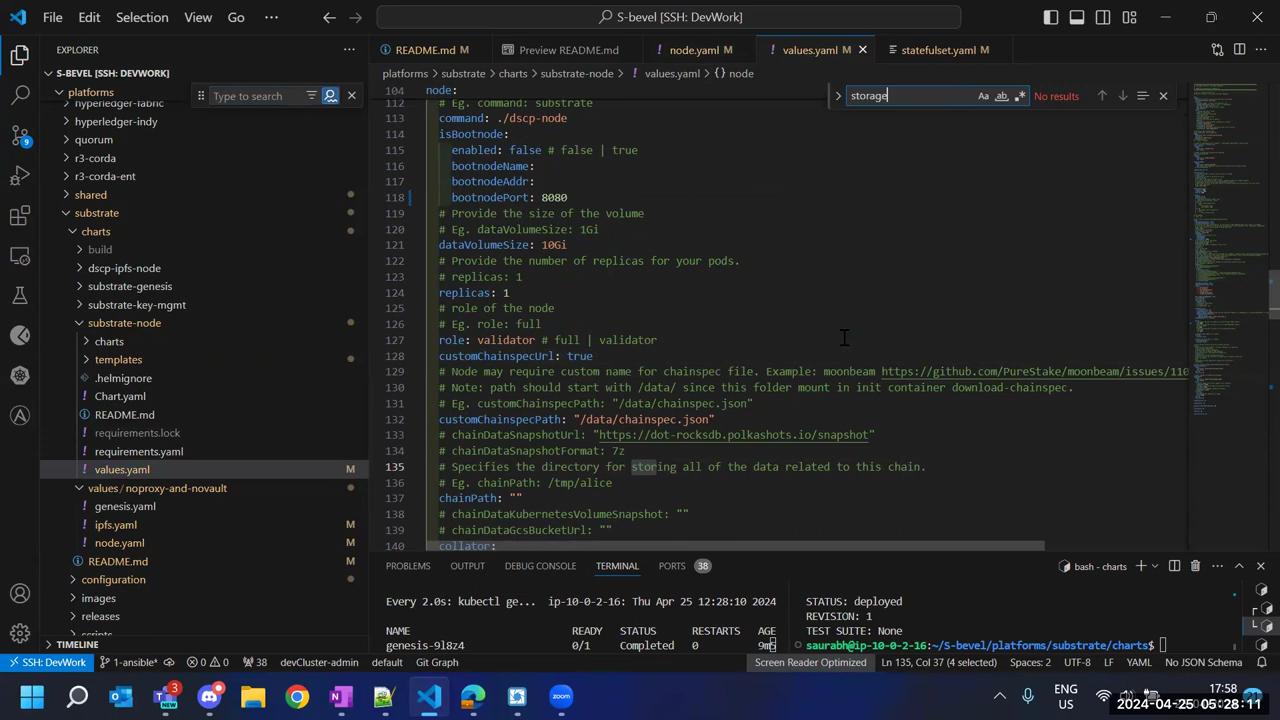 File Edit Selection View Go ··· S-bevel [SSH: DevWork]
EXPLORER ···
README.md M Preview README.md node.yaml M values.yaml M statefulset.yaml M ···
S-BEVEL [SSH: DEVWORK]
platforms
hyperledger-fabric
hyperledger-indy
quorum
r3-corda
r3-corda-ent
shared
substrate
charts
build
dscp-ipfs-node
substrate-genesis
substrate-key-mgmt
substrate-node
charts
templates
.helmignore
Chart.yaml
README.md
requirements.lock
requirements.yaml
values.yaml M
values / noproxy-and-novault
genesis.yaml
ipfs.yaml M
node.yaml M
README.md M
configuration
images
releases
scripts
TIMELINE
Type to search
platforms > substrate > charts > substrate-node > values.yaml > {} node
storage Aa ab .* No results
104 node:
112 # Eg. command: substrate
113 command: ./dscp-node
114 isBootnode:
115 enabled: false # false | true
116 bootnodeName:
117 bootnodeAddr:
118 bootnodePort: 8080
119 # Provide the size of the volume
120 # Eg. dataVolumeSize: 1Gi
121 dataVolumeSize: 10Gi
122 # Provide the number of replicas for your pods.
123 # replicas: 1
124 replicas: 1
125 # role of the node
126 # Eg. role: full
127 role: validator # full | validator
128 customChainspecUrl: true
129 # Node may require custom name for chainspec file. Example: moonbeam https://github.com/PureStake/moonbeam/issues/110
130 # Note: path should start with /data/ since this folder mount in init container download-chainspec.
131 # Eg. customChainspecPath: "/data/chainspec.json"
132 customChainspecPath: "/data/chainspec.json"
133 # chainDataSnapshotUrl: "https://dot-rocksdb.polkashots.io/snapshot"
134 # chainDataSnapshotFormat: 7z
135 # Specifies the directory for storing all of the data related to this chain.
136 # Eg. chainPath: /tmp/alice
137 chainPath: ""
138 # chainDataKubernetesVolumeSnapshot: ""
139 # chainDataGcsBucketUrl: ""
140 collator:
PROBLEMS OUTPUT DEBUG CONSOLE TERMINAL PORTS 38 bash - charts
Every 2.0s: kubectl ge... ip-10-0-2-16: Thu Apr 25 12:28:10 2024
NAME READY STATUS RESTARTS AGE
genesis-9l8z4 0/1 Completed 0
STATUS: deployed
REVISION: 1
TEST SUITE: None
saurabh@ip-10-0-2-16:~/S-bevel/platforms/substrate/charts$
SSH: DevWork 1-ansible* 0 0 38 devCluster-admin default Git Graph Screen Reader Optimized Ln 135, Col 37 (4 selected) Spaces: 2 UTF-8 LF YAML No JSON Schema
9
3
NEW
ENG
IN
17:58
2024-04-25 05:28:11